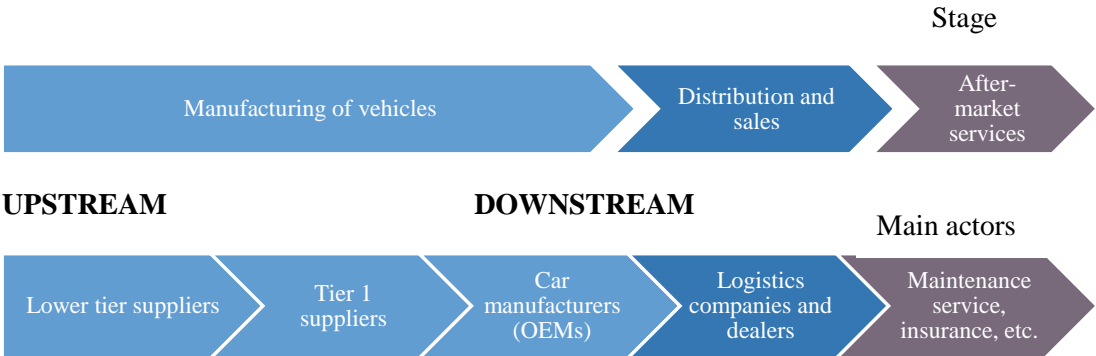 Stage
Manufacturing of vehicles
Distribution and
sales
After-
market
services
UPSTREAM
DOWNSTREAM
Main actors
Lower tier suppliers
Tier 1
suppliers
Car
manufacturers
(OEMs)
Logistics
companies and
dealers
Maintenance
service,
insurance, etc.